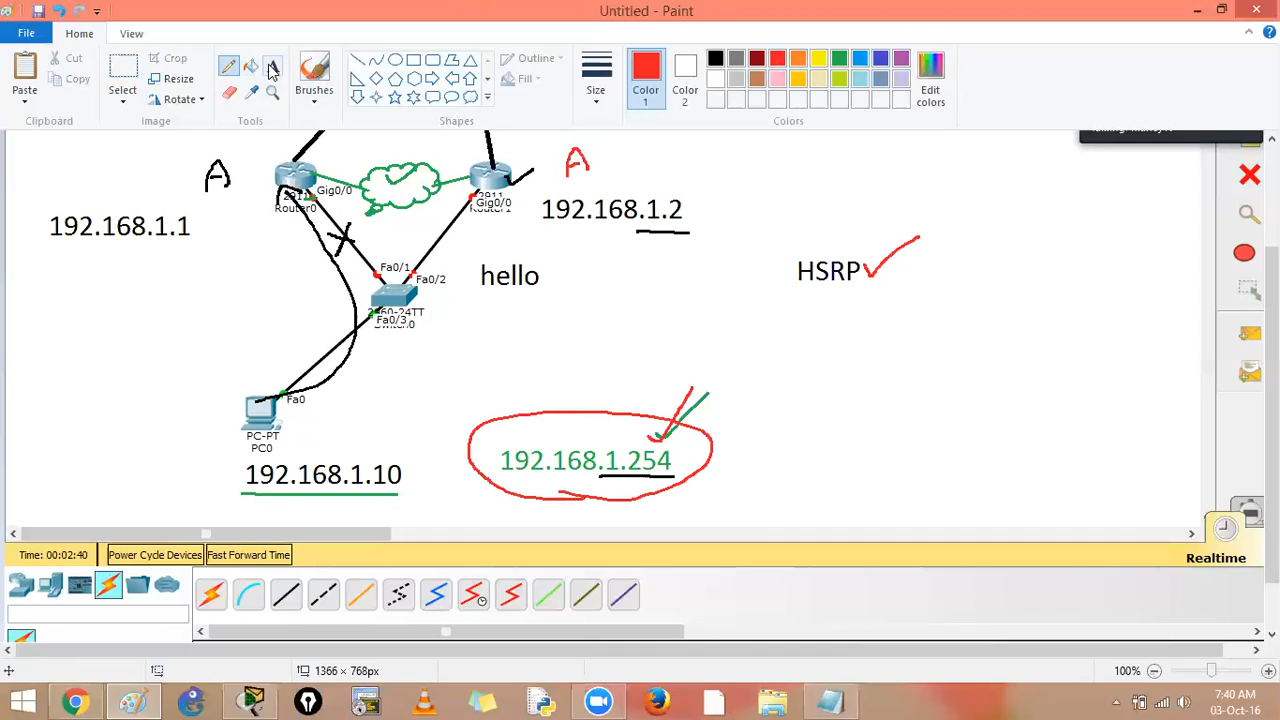 Untitled - Paint
File
Home
View
Paste
Cut
Copy
Clipboard
Select
Crop
Resize
Rotate
Image
Tools
Brushes
Shapes
Outline
Fill
Size
Color 1
Color 2
Edit colors
Colors
A
A
Gig0/0
Router0
2911
Gig0/0
192.168.1.1
192.168.1.2
Fa0/1
Fa0/2
hello
HSRP
Fa0/3
Fa0
PC-PT
PC0
192.168.1.10
192.168.1.254
Time: 00:02:40
Power Cycle Devices
Fast Forward Time
Realtime
1366 × 768px
100%
7:40 AM
03-Oct-16